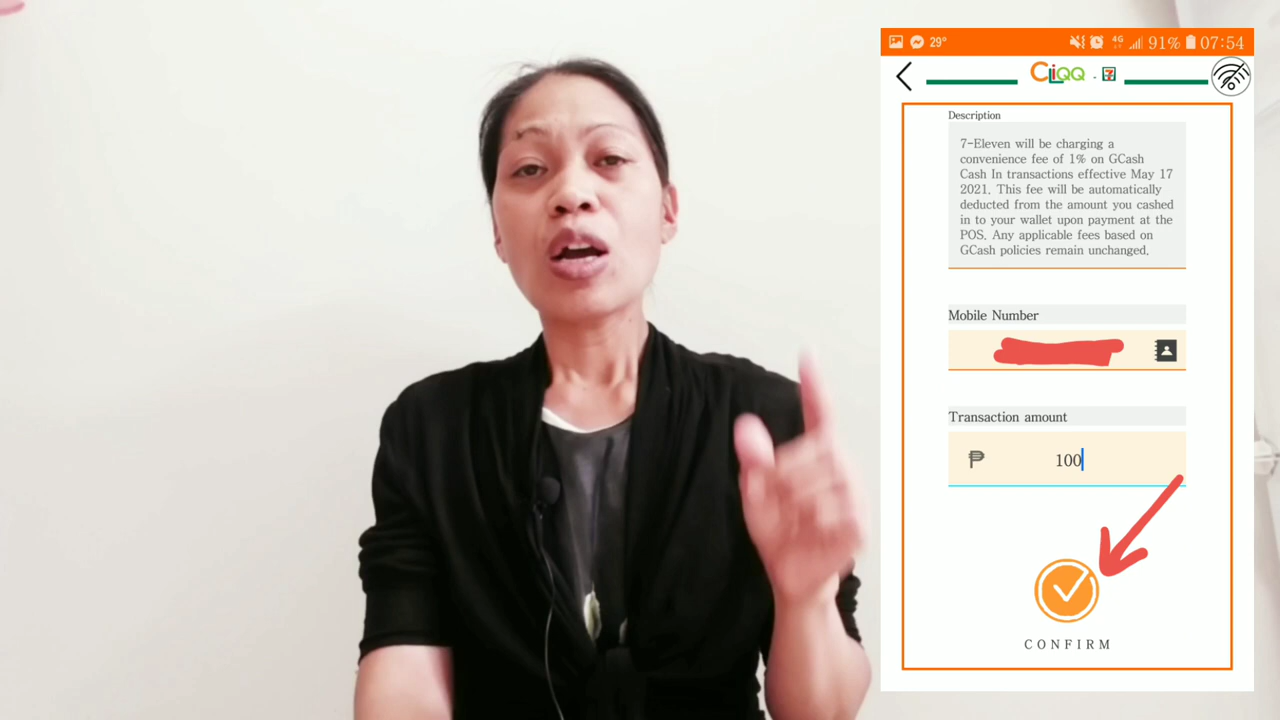 29° 4G 91% 07:54
CLiQQ 7
Description
7-Eleven will be charging a
convenience fee of 1% on GCash
Cash In transactions effective May 17
2021. This fee will be automatically
deducted from the amount you cashed
in to your wallet upon payment at the
POS. Any applicable fees based on
GCash policies remain unchanged.
Mobile Number
Transaction amount
₱ 100
CONFIRM